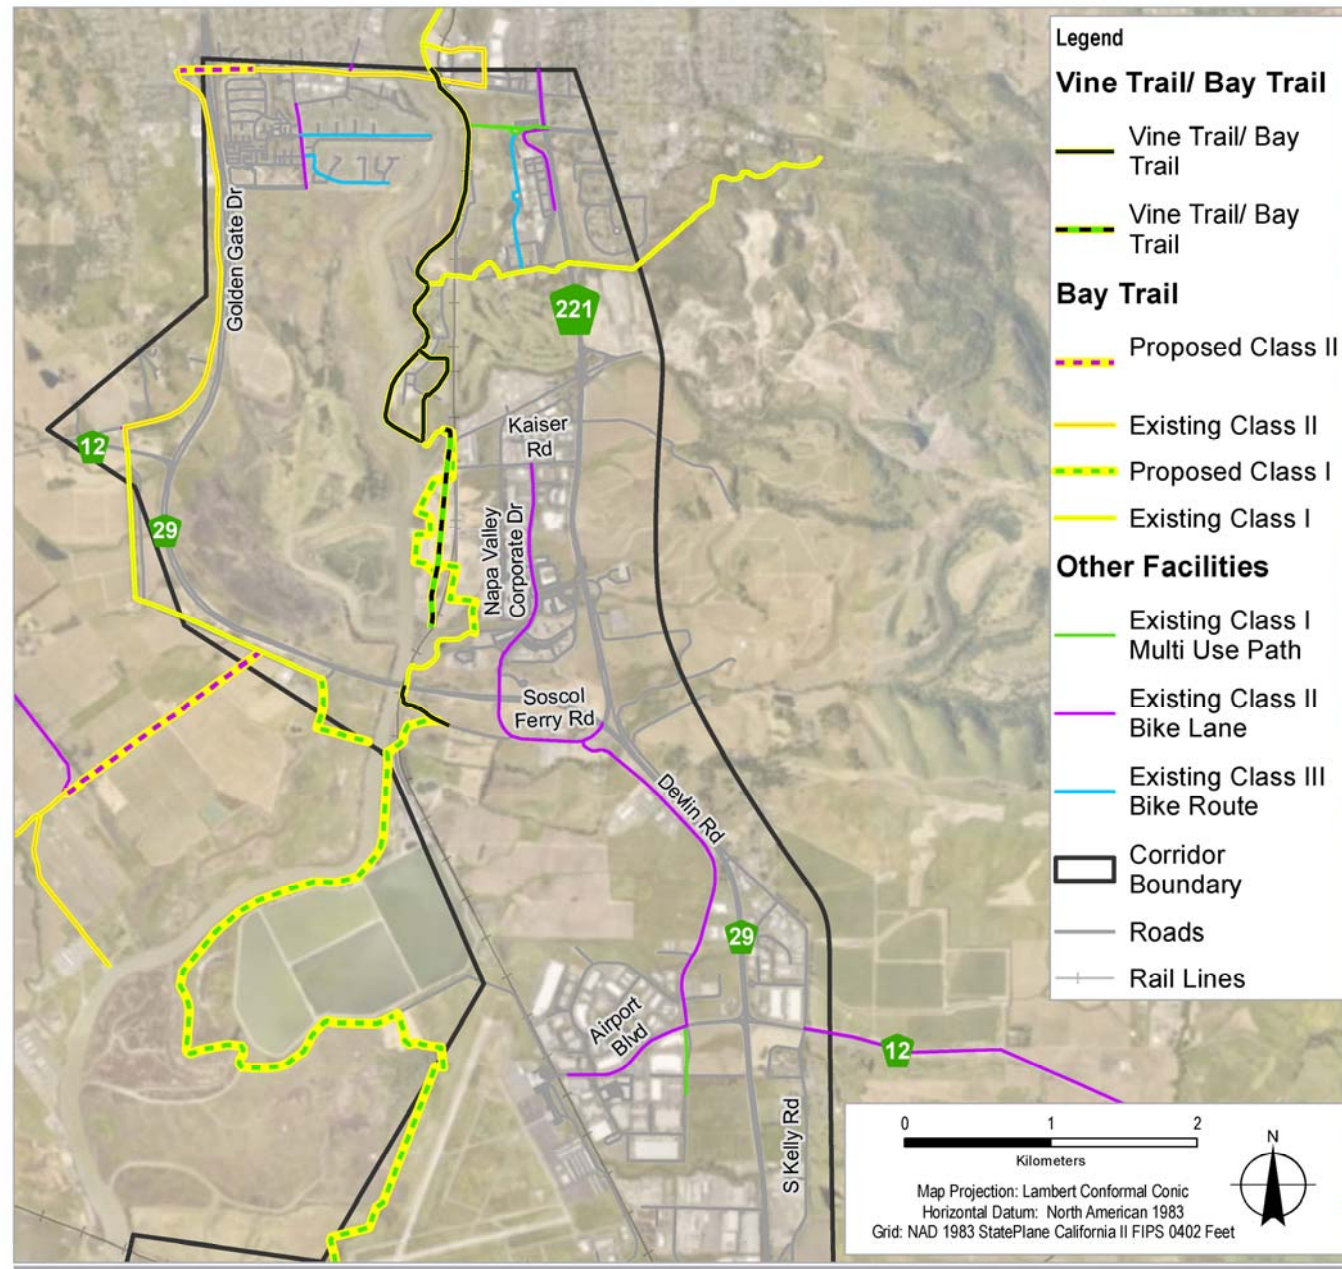 Legend
Vine Trail/ Bay Trail
Vine Trail/ Bay
Trail
Vine Trail/ Bay
Trail
Bay Trail
Proposed Class II
Existing Class II
Proposed Class I
Existing Class I
Other Facilities
Existing Class I
Multi Use Path
Existing Class II
Bike Lane
Existing Class III
Bike Route
Corridor
Boundary
Roads
Rail Lines
Golden Gate Dr
221
12
29
Kaiser
Rd
Napa Valley
Corporate Dr
Soscol
Ferry Rd
Devlin Rd
29
Airport
Blvd
12
S Kelly Rd
0 1 2
Kilometers
Map Projection: Lambert Conformal Conic
Horizontal Datum: North American 1983
Grid: NAD 1983 StatePlane California II FIPS 0402 Feet
N